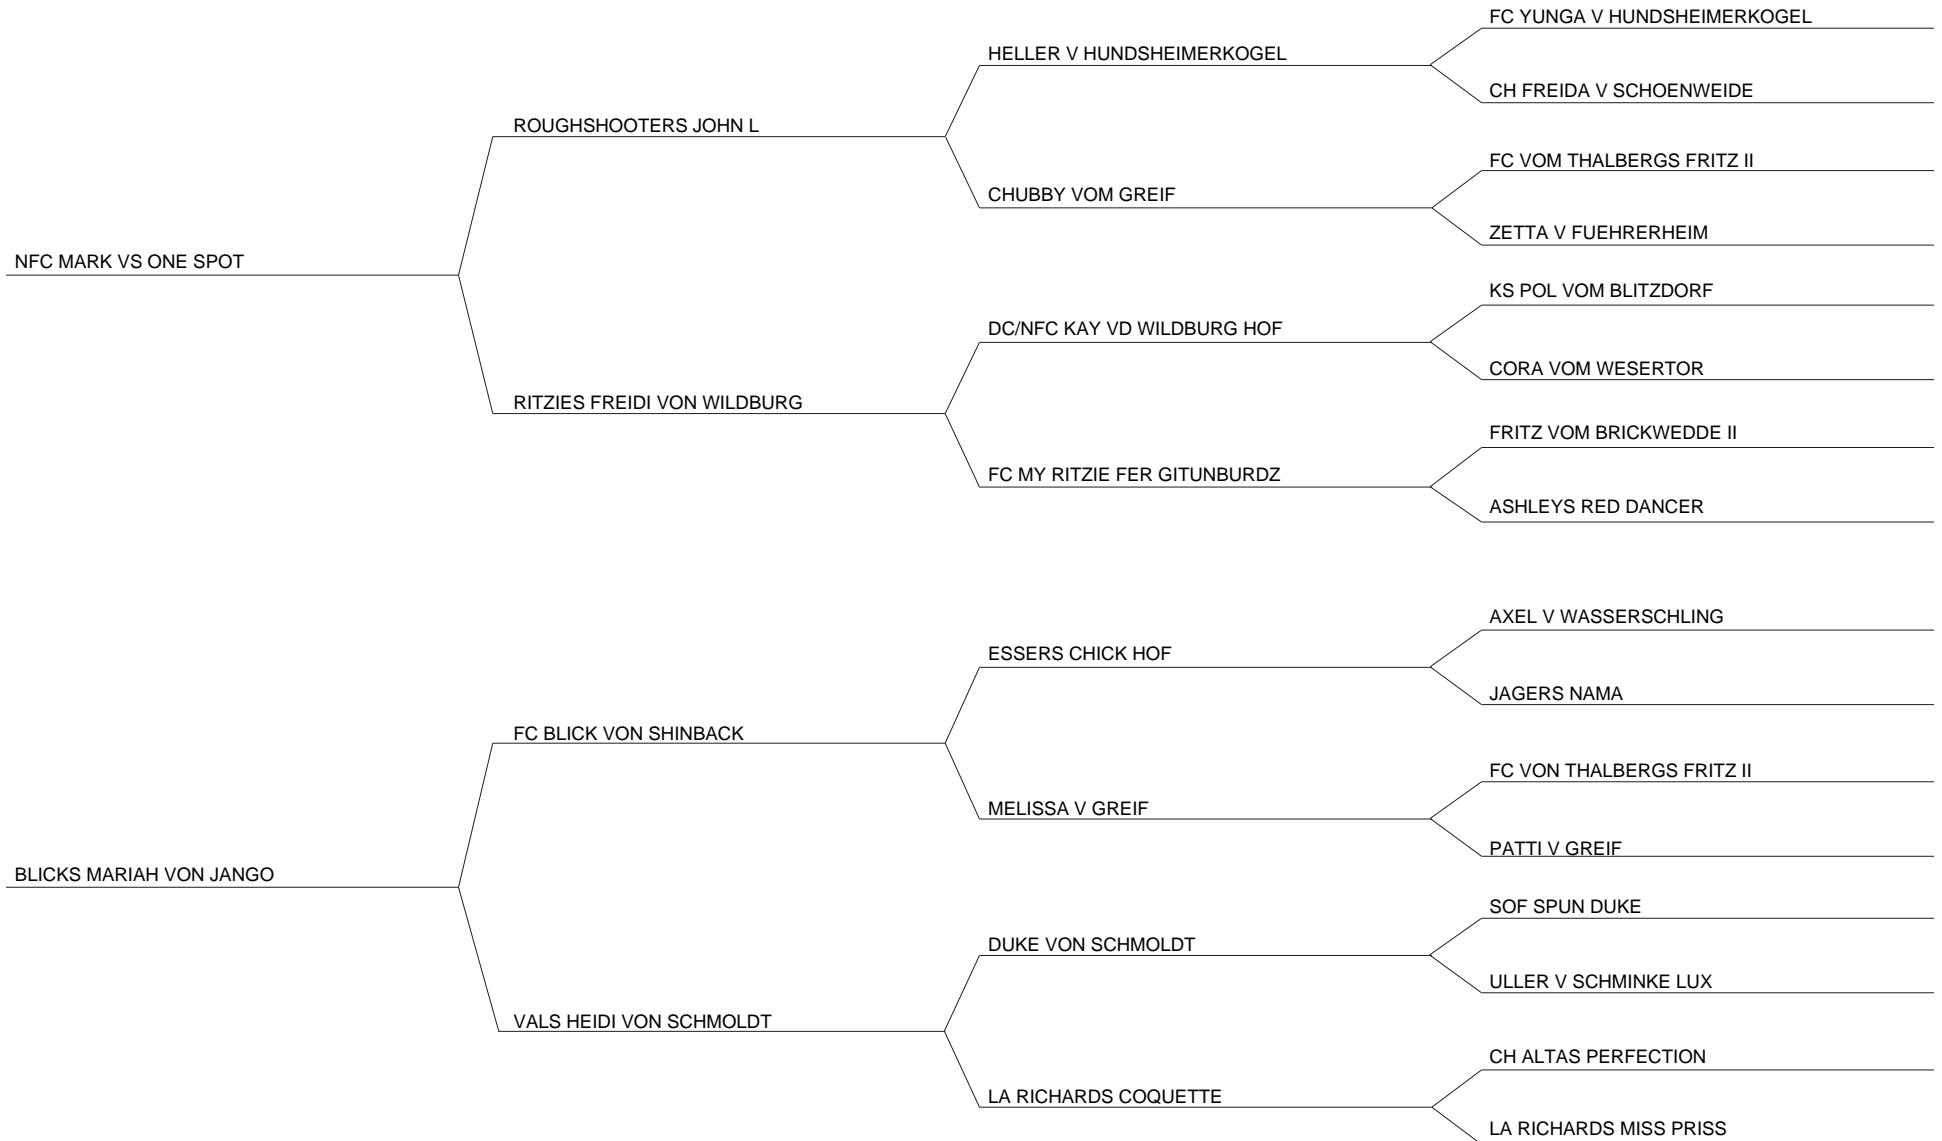 FC YUNGA V HUNDSHEIMERKOGEL
HELLER V HUNDSHEIMERKOGEL
CH FREIDA V SCHOENWEIDE
ROUGHSHOOTERS JOHN L
FC VOM THALBERGS FRITZ II
CHUBBY VOM GREIF
ZETTA V FUEHRERHEIM
NFC MARK VS ONE SPOT
KS POL VOM BLITZDORF
DC/NFC KAY VD WILDBURG HOF
CORA VOM WESERTOR
RITZIES FREIDI VON WILDBURG
FRITZ VOM BRICKWEDDE II
FC MY RITZIE FER GITUNBURDZ
ASHLEYS RED DANCER
AXEL V WASSERSCHLING
ESSERS CHICK HOF
JAGERS NAMA
FC BLICK VON SHINBACK
FC VON THALBERGS FRITZ II
MELISSA V GREIF
PATTI V GREIF
BLICKS MARIAH VON JANGO
SOF SPUN DUKE
DUKE VON SCHMOLDT
ULLER V SCHMINKE LUX
VALS HEIDI VON SCHMOLDT
CH ALTAS PERFECTION
LA RICHARDS COQUETTE
LA RICHARDS MISS PRISS